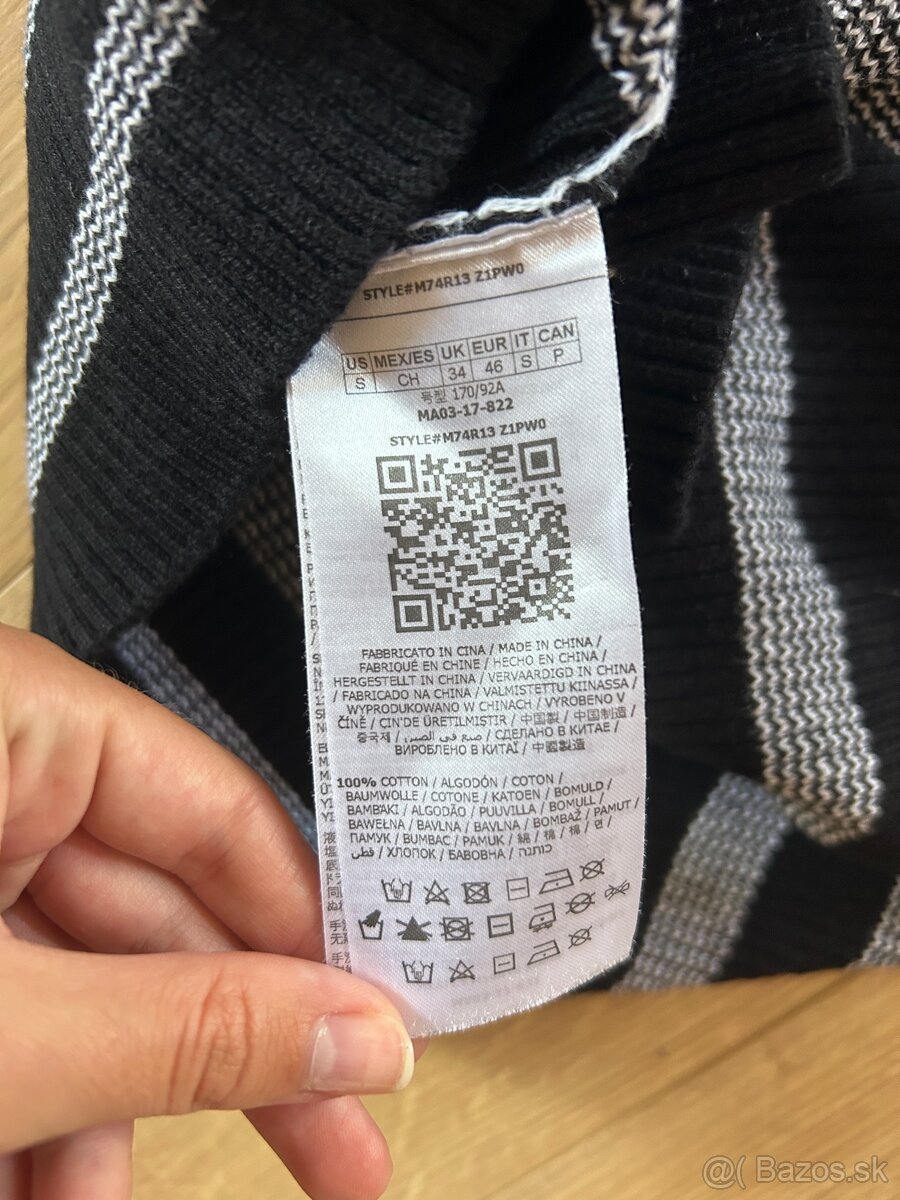 STYLE#M74R13 Z1PW0
US MEX/ES UK EUR IT CAN
S CH 34 46 S P
号型 170/92A
MA03-17-822
STYLE#M74R13 Z1PW0
FABBRICATO IN CINA / MADE IN CHINA /
FABRIQUÉ EN CHINE / HECHO EN CHINA /
HERGESTELLT IN CHINA / VERVAARDIGD IN CHINA
/ FABRICADO NA CHINA / VALMISTETTU KIINASSA /
WYPRODUKOWANO W CHINACH / VYROBENO V
ČÍNĚ / CIN'DE ÜRETILMISTIR / 中国製 / 中国制造 /
중국제 / صنع في الصين / СДЕЛАНО В КИТАЕ /
ВИРОБЛЕНО В КИТАЇ / 中國製造
100% COTTON / ALGODÓN / COTON /
BAUMWOLLE / COTONE / KATOEN / BOMULD /
BAMBAKI / ALGODÃO / PUUVILLA / BOMULL /
BAWEŁNA / BAVLNA / BAVLNA / BOMBAŽ / PAMUT /
ПАМУК / BUMBAC / PAMUK / 綿 / 棉 / 棉 / 면 /
قطن / ХЛОПОК / БАВОВНА / כותנה
@( Bazos.sk